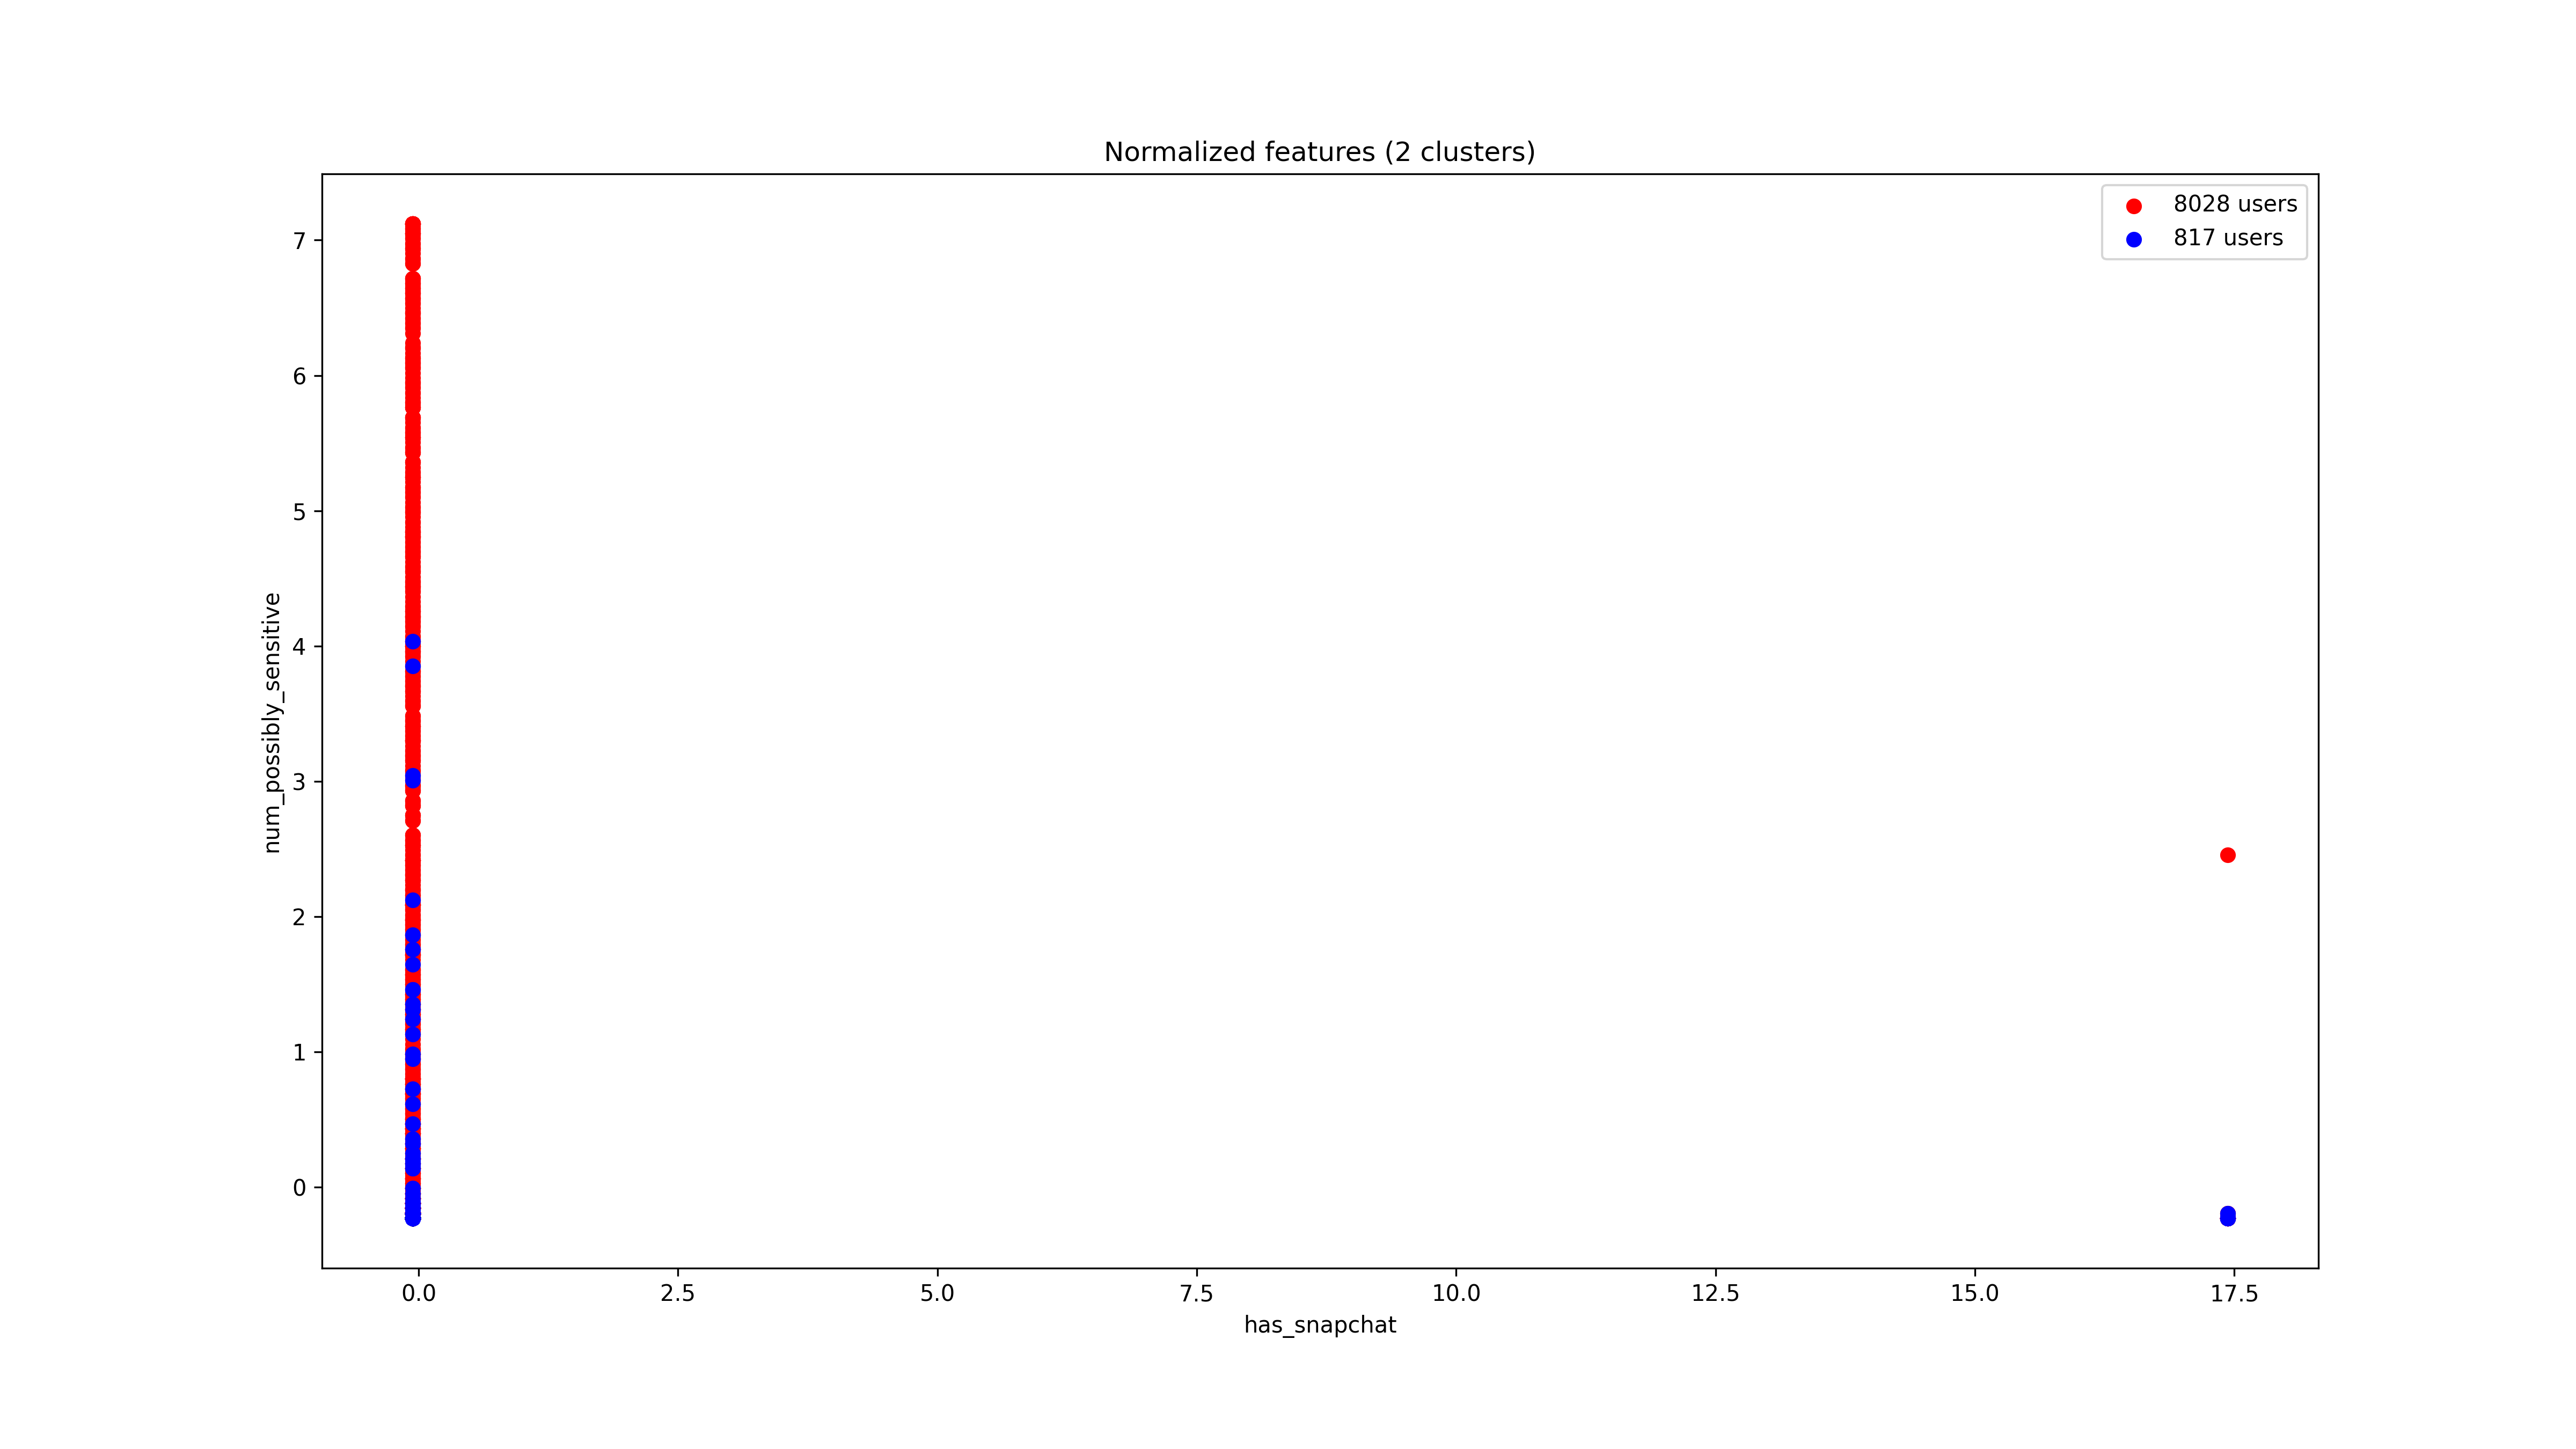 Normalized features (2 clusters)
8028 users
817 users
7
6
5
4
3
2
1
0
num_possibly_sensitive
0.0 2.5 5.0 7.5 10.0 12.5 15.0 17.5
has_snapchat